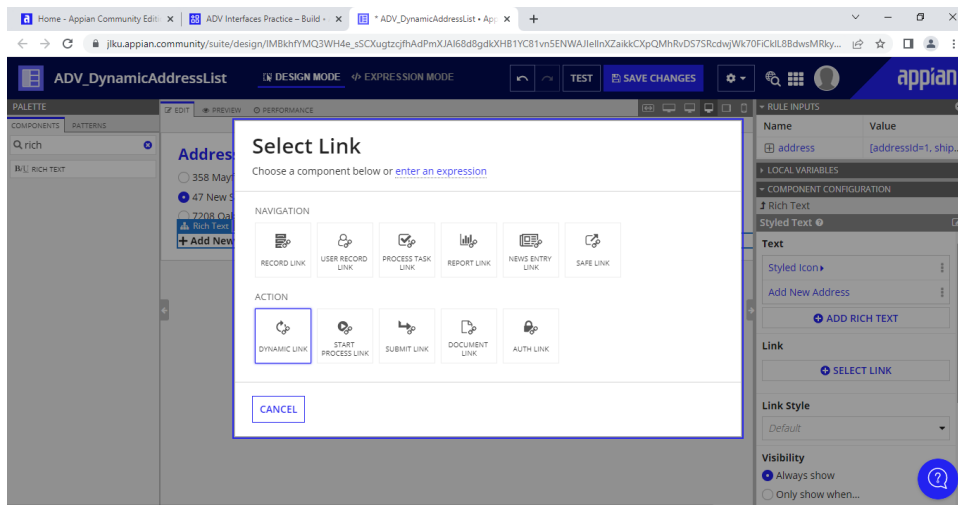 Home - Appian Community Editi
ADV Interfaces Practice – Build -
* ADV_DynamicAddressList • App
jlku.appian.community/suite/design/
ADV_DynamicAddressList
DESIGN MODE
</> EXPRESSION MODE
TEST
SAVE CHANGES
appian
PALETTE
COMPONENTS
PATTERNS
rich
B/U RICH TEXT
EDIT
PREVIEW
PERFORMANCE
Addres
358 Mayf
47 New S
7208 Oal
Rich Text
+ Add New
Select Link
Choose a component below or enter an expression
NAVIGATION
RECORD LINK
USER RECORD LINK
PROCESS TASK LINK
REPORT LINK
NEWS ENTRY LINK
SAFE LINK
ACTION
DYNAMIC LINK
START PROCESS LINK
SUBMIT LINK
DOCUMENT LINK
AUTH LINK
CANCEL
RULE INPUTS
Name
Value
address
[addressId=1, ship..
LOCAL VARIABLES
COMPONENT CONFIGURATION
Rich Text
Styled Text
Text
Styled Icon
Add New Address
ADD RICH TEXT
Link
SELECT LINK
Link Style
Default
Visibility
Always show
Only show when...